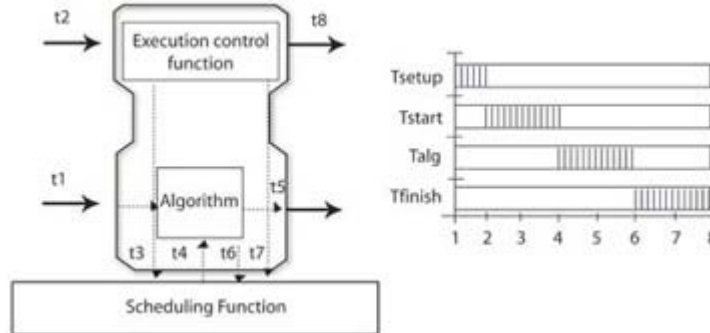 t2
t8
Execution control
function
t1
Algorithm
t5
t3
t4
t6
t7
Scheduling Function
Tsetup
Tstart
Talg
Tfinish
1 2 3 4 5 6 7 8